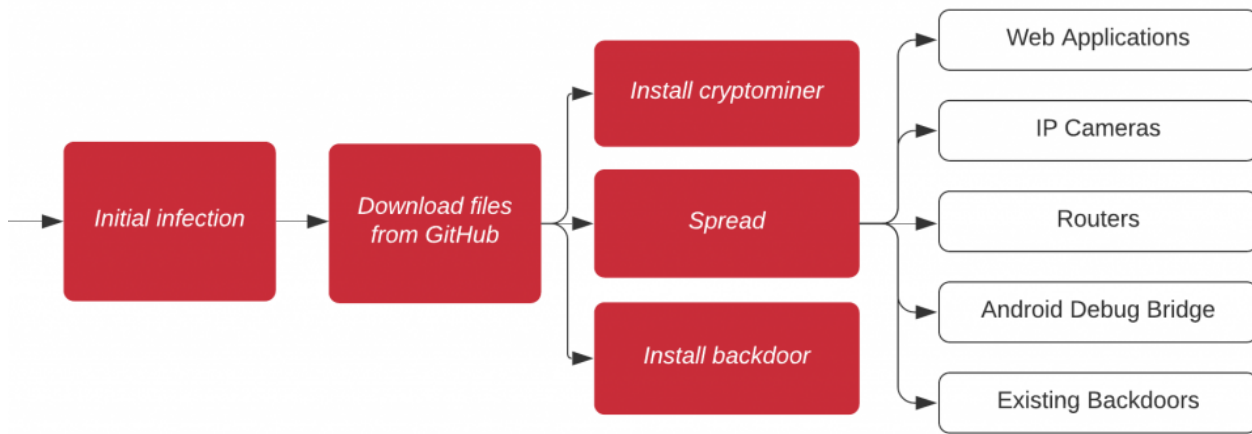 Initial infection
Download files
from GitHub
Install cryptominer
Spread
Install backdoor
Web Applications
IP Cameras
Routers
Android Debug Bridge
Existing Backdoors